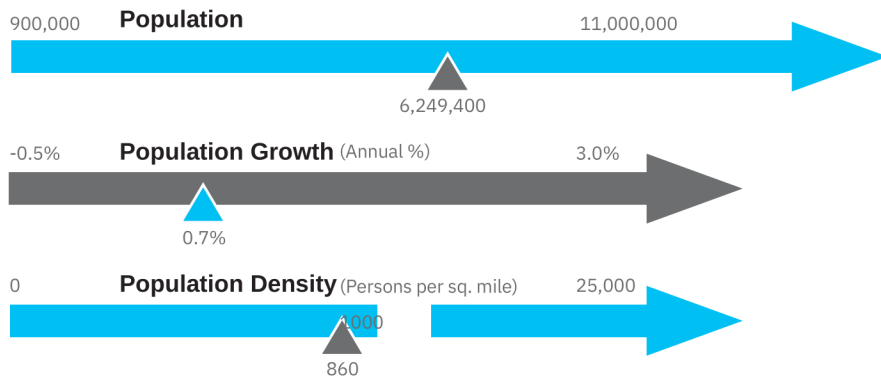 900,000 Population 11,000,000
6,249,400
-0.5% Population Growth (Annual %) 3.0%
0.7%
0 Population Density (Persons per sq. mile) 25,000
1000
860